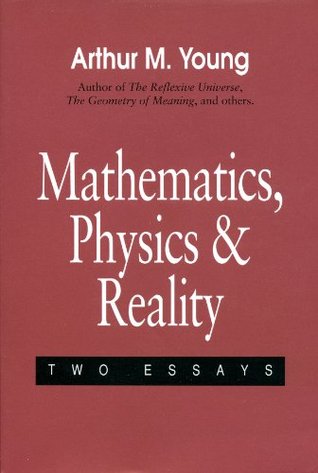 Arthur M. Young
Author of The Reflexive Universe,
The Geometry of Meaning, and others.
Mathematics,
Physics &
Reality
TWO ESSAYS